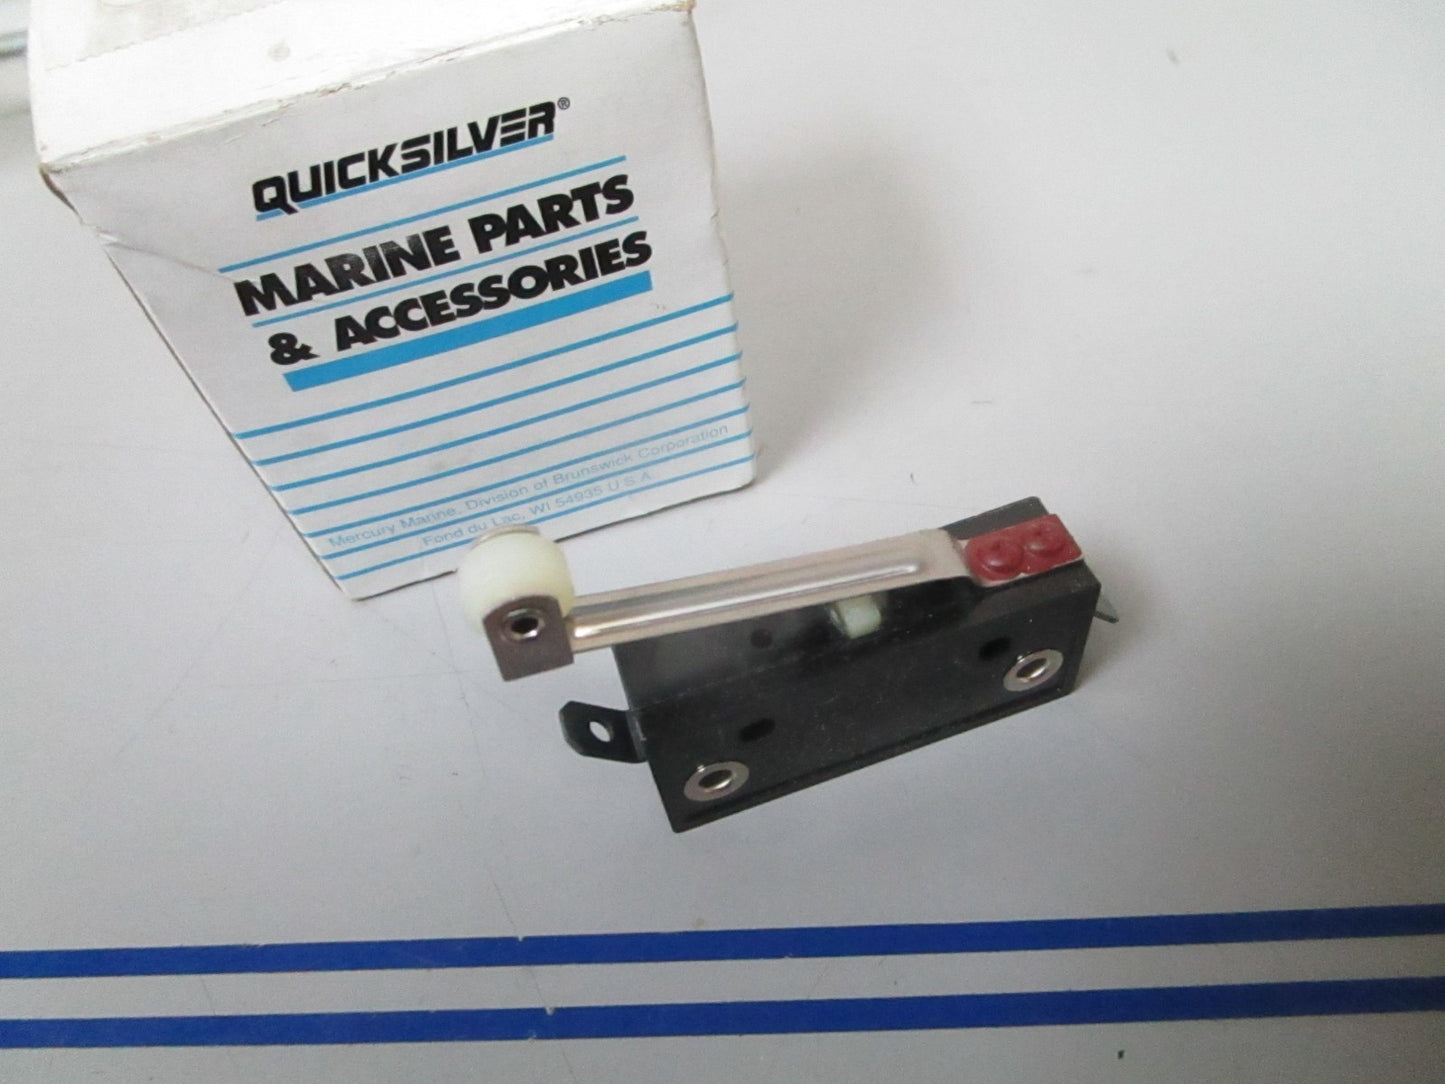 QUICKSILVER®
MARINE PARTS
& ACCESSORIES
Mercury Marine, Division of Brunswick Corporation
Fond du Lac, WI 54935 U S A